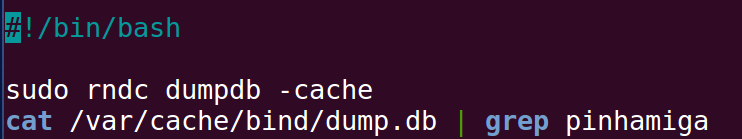 #!/bin/bash
sudo rndc dumpdb -cache
cat /var/cache/bind/dump.db | grep pinhamiga